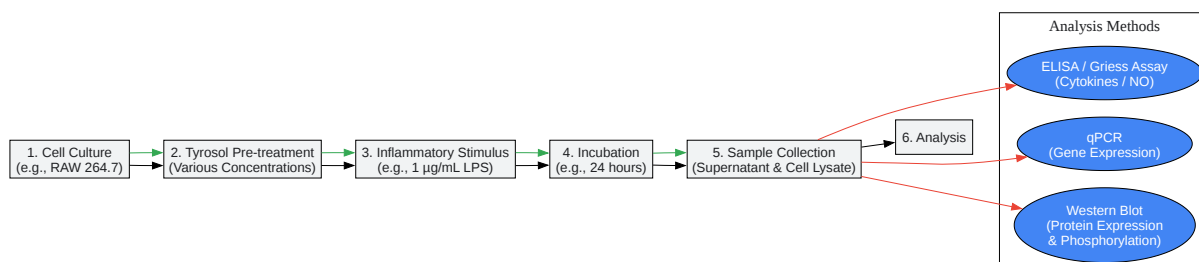 1. Cell Culture
(e.g., RAW 264.7)
2. Tyrosol Pre-treatment
(Various Concentrations)
3. Inflammatory Stimulus
(e.g., 1 µg/mL LPS)
4. Incubation
(e.g., 24 hours)
5. Sample Collection
(Supernatant & Cell Lysate)
6. Analysis
Analysis Methods
ELISA / Griess Assay
(Cytokines / NO)
qPCR
(Gene Expression)
Western Blot
(Protein Expression
& Phosphorylation)